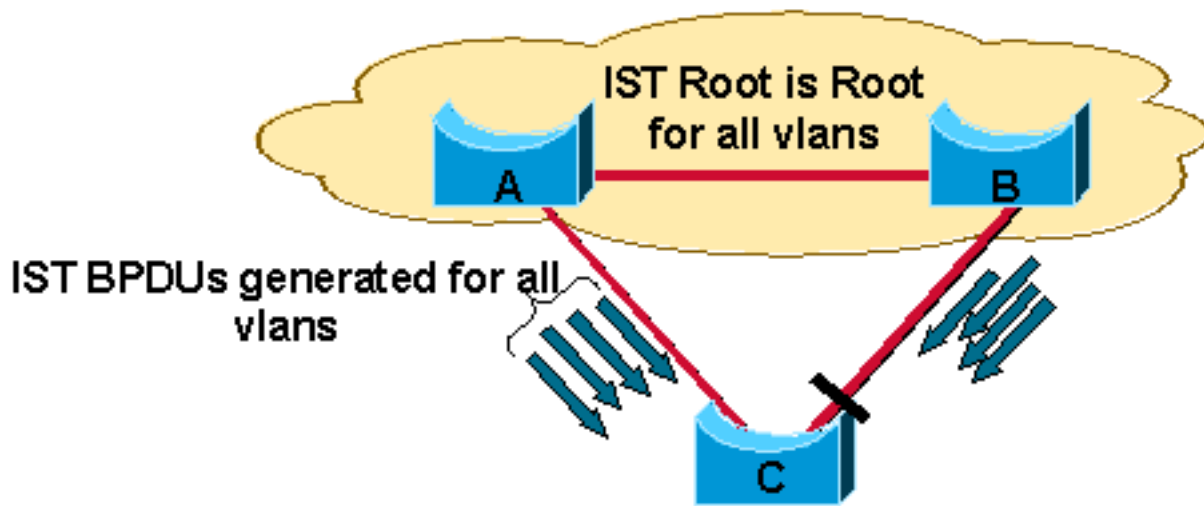 IST Root is Root
for all vlans
A
B
IST BPDUs generated for all
vlans
C